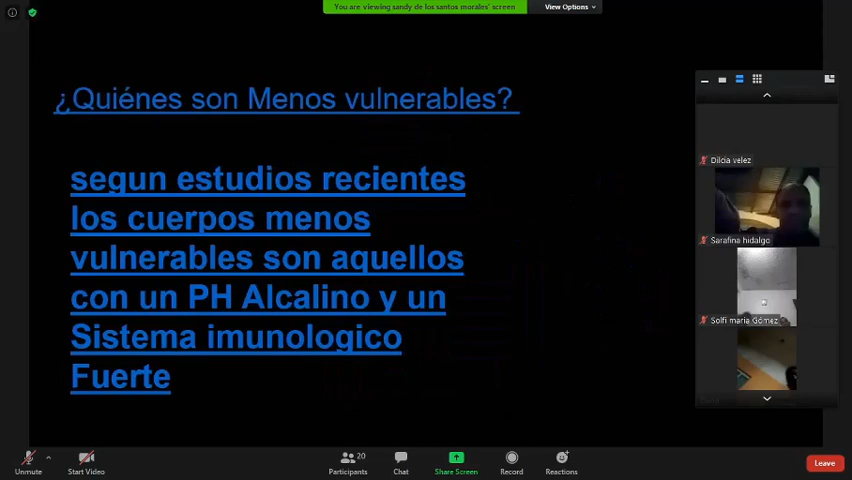 You are viewing sandy de los santos morales' screen
View Options
¿Quiénes son Menos vulnerables?
segun estudios recientes
los cuerpos menos
vulnerables son aquellos
con un PH Alcalino y un
Sistema imunologico
Fuerte
Dilcia velez
Sarafina hidalgo
Solfi maria Gómez
Unmute
Start Video
20
Participants
Chat
Share Screen
Record
Reactions
Leave